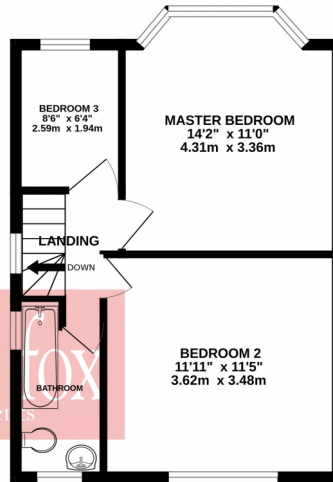 BEDROOM 3
8'6" x 6'4"
2.59m x 1.94m
MASTER BEDROOM
14'2" x 11'0"
4.31m x 3.36m
LANDING
DOWN
BEDROOM 2
11'11" x 11'5"
3.62m x 3.48m
fox
BATHROOM